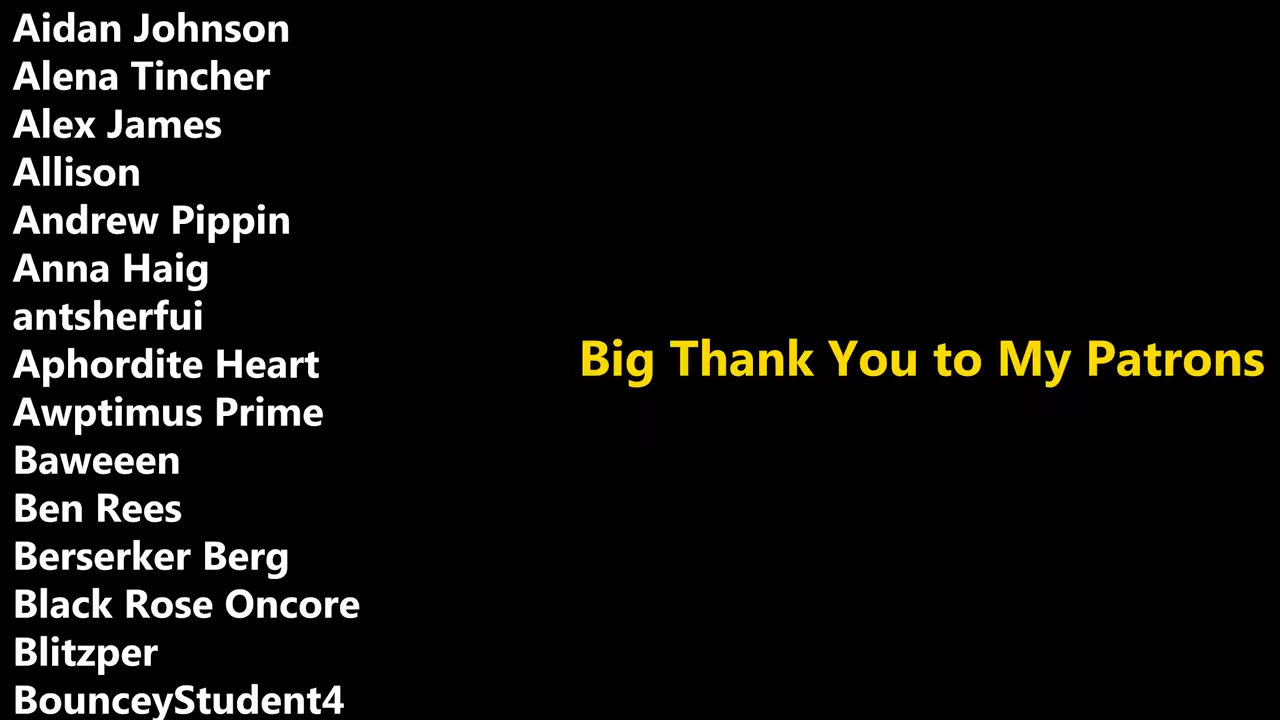 Aidan Johnson
Alena Tincher
Alex James
Allison
Andrew Pippin
Anna Haig
antsherfui
Aphordite Heart
Awptimus Prime
Baweeen
Ben Rees
Berserker Berg
Black Rose Oncore
Blitzper
BounceyStudent4
Big Thank You to My Patrons